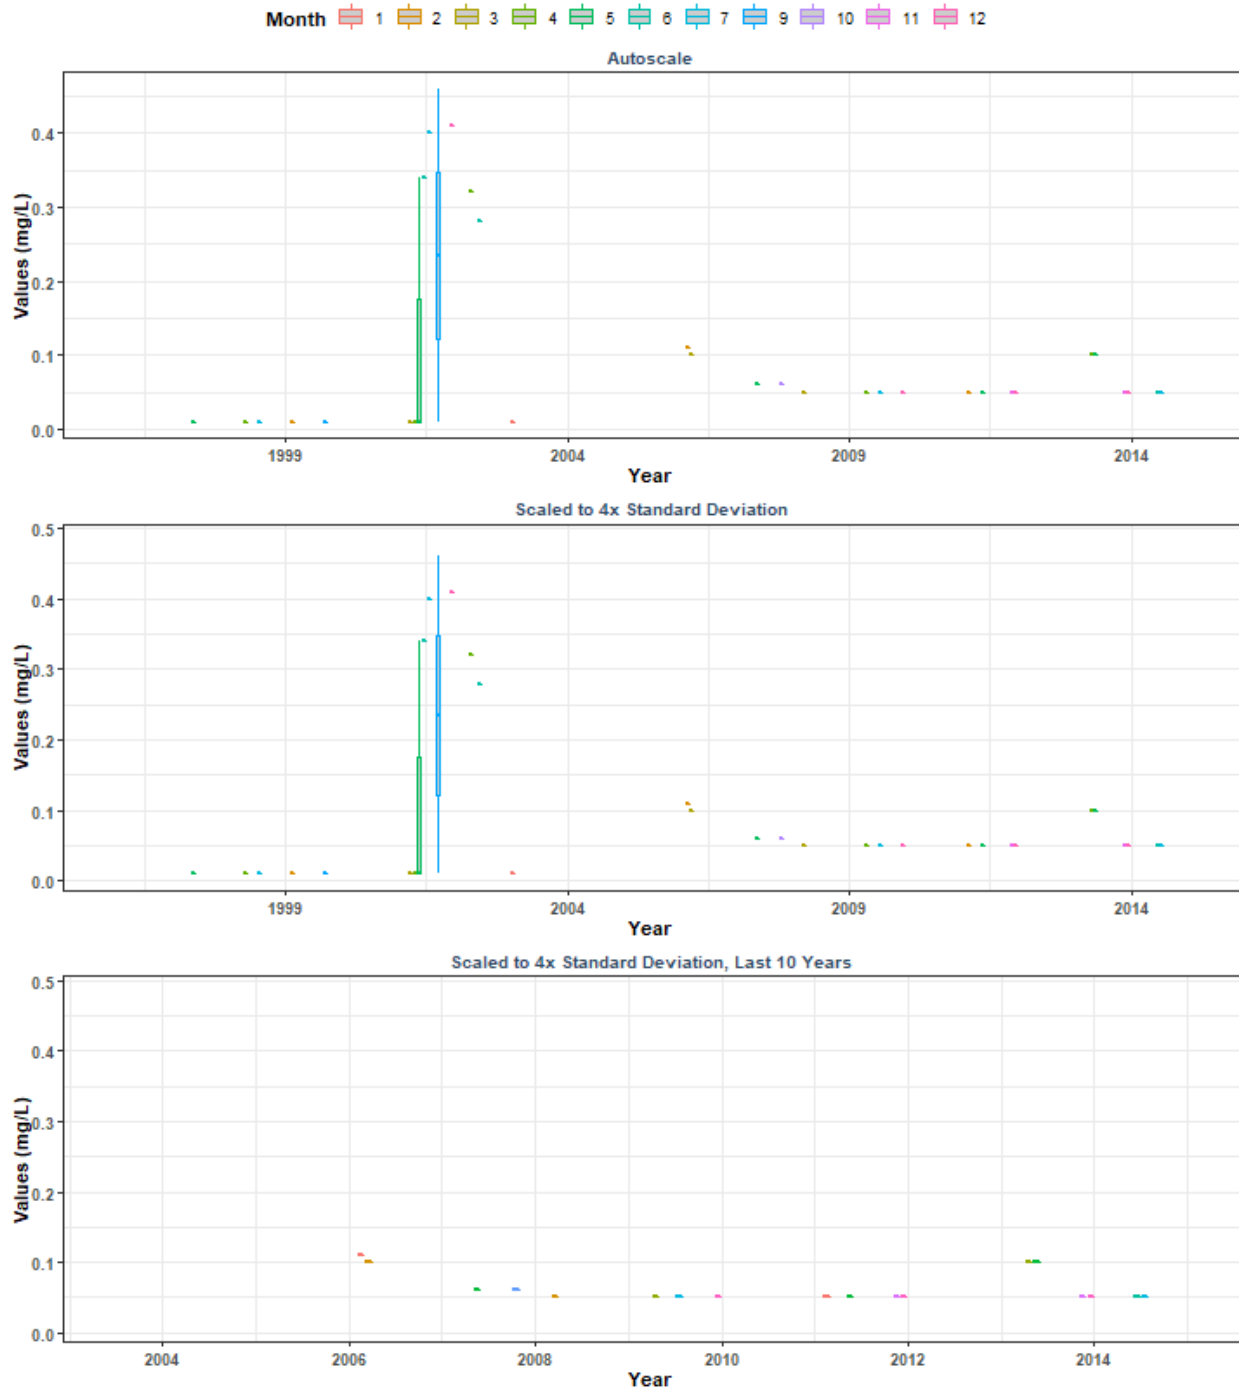 Month 1 2 3 4 5 6 7 9 10 11 12
Autoscale
Values (mg/L)
0.4
0.3
0.2
0.1
0.0
1999 2004 2009 2014
Year
Scaled to 4x Standard Deviation
Values (mg/L)
0.5
0.4
0.3
0.2
0.1
0.0
1999 2004 2009 2014
Year
Scaled to 4x Standard Deviation, Last 10 Years
Values (mg/L)
0.5
0.4
0.3
0.2
0.1
0.0
2004 2006 2008 2010 2012 2014
Year